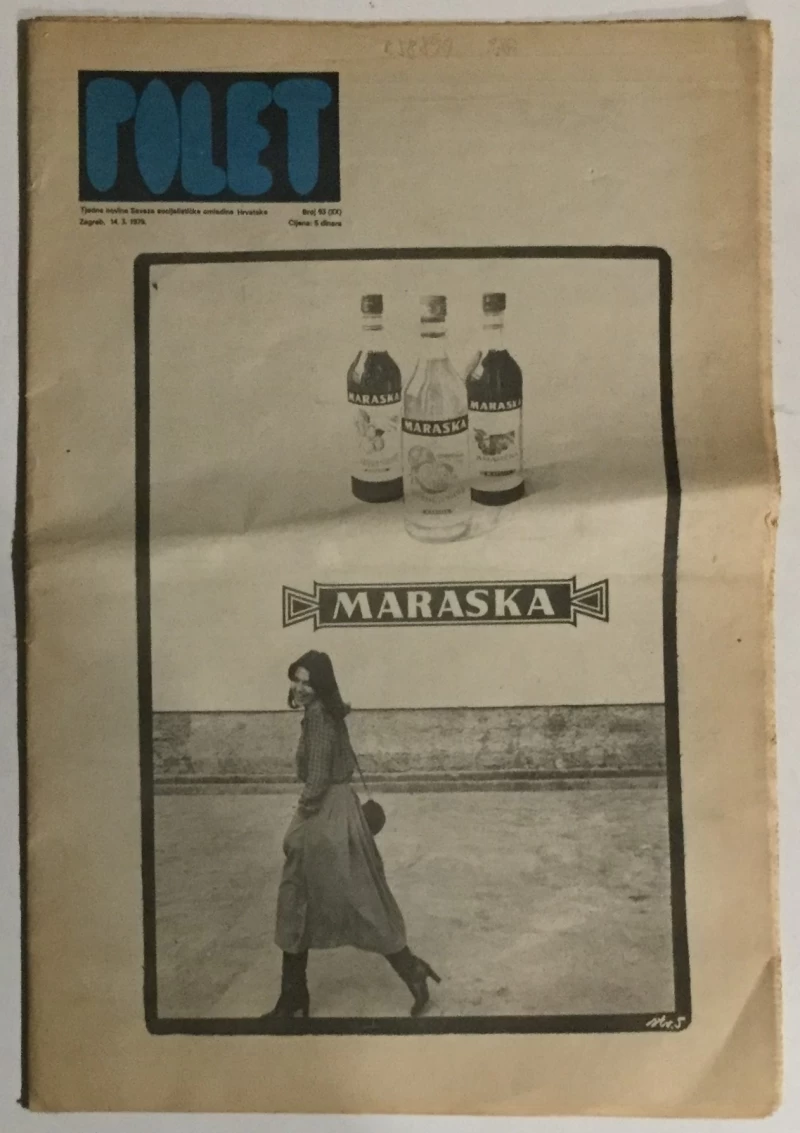 POLET
Tjedne novine Saveza socijalističke omladine Hrvatske
Broj 93 (IX)
Zagreb, 14. 3. 1979.
Cijena: 5 dinara
MARASKA
MARASKA
MARASKA
MARASKA